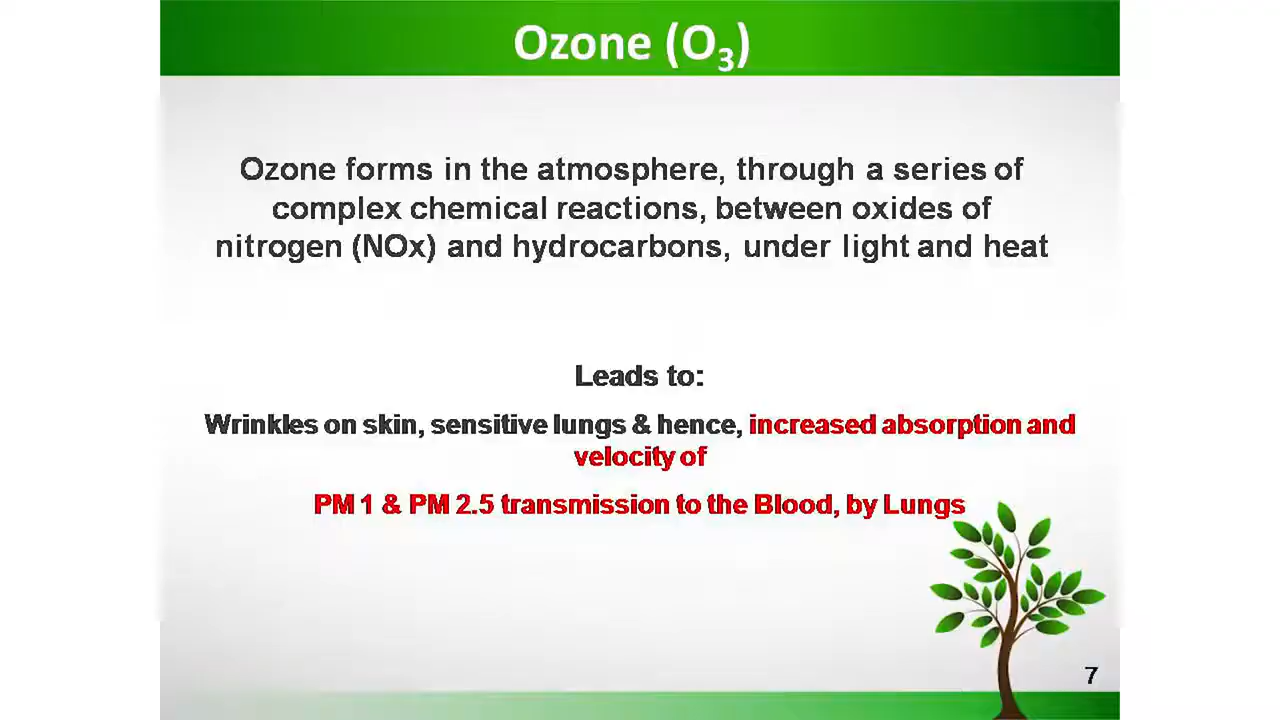 Ozone (O₃)
Ozone forms in the atmosphere, through a series of
complex chemical reactions, between oxides of
nitrogen (NOx) and hydrocarbons, under light and heat
Leads to:
Wrinkles on skin, sensitive lungs & hence, increased absorption and
velocity of
PM 1 & PM 2.5 transmission to the Blood, by Lungs
7